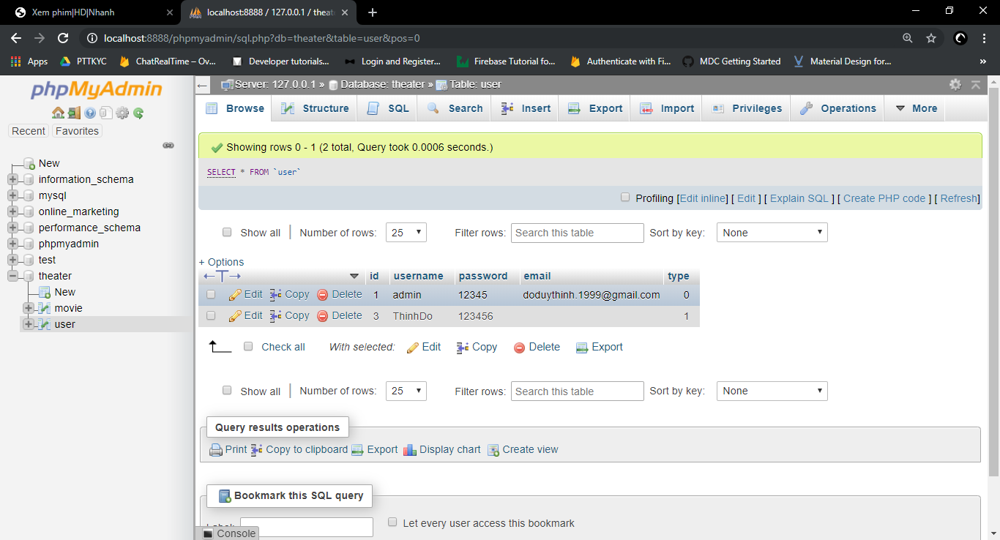 Xem phim|HD|Nhanh
localhost:8888 / 127.0.0.1 / theate
localhost:8888/phpmyadmin/sql.php?db=theater&table=user&pos=0
Apps PTTKYC ChatRealTime – Ov... Developer tutorials... Login and Register... Firebase Tutorial fo... Authenticate with Fi... MDC Getting Started Material Design for... »
phpMyAdmin
Recent Favorites
New
information_schema
mysql
online_marketing
performance_schema
phpmyadmin
test
theater
New
movie
user
Server: 127.0.0.1 » Database: theater » Table: user
Browse Structure SQL Search Insert Export Import Privileges Operations More
Showing rows 0 - 1 (2 total, Query took 0.0006 seconds.)
SELECT * FROM `user`
Profiling [Edit inline] [ Edit ] [ Explain SQL ] [ Create PHP code ] [ Refresh]
Show all Number of rows: 25 Filter rows: Search this table Sort by key: None
+ Options
id username password email type
Edit Copy Delete 1 admin 12345 doduythinh.1999@gmail.com 0
Edit Copy Delete 3 ThinhDo 123456 1
Check all With selected: Edit Copy Delete Export
Show all Number of rows: 25 Filter rows: Search this table Sort by key: None
Query results operations
Print Copy to clipboard Export Display chart Create view
Bookmark this SQL query
Label: Let every user access this bookmark
Console